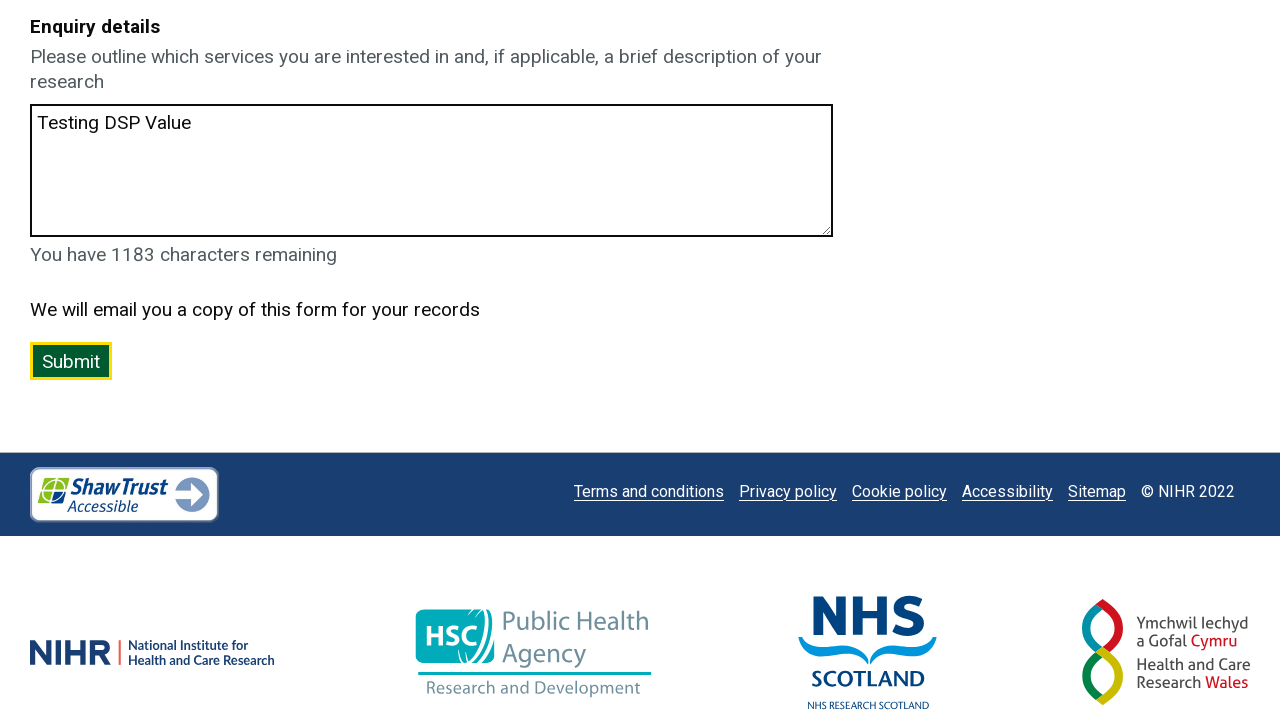 Enquiry details
Please outline which services you are interested in and, if applicable, a brief description of your
research
Testing DSP Value
You have 1183 characters remaining
We will email you a copy of this form for your records
Submit
Shaw Trust
Accessible
Terms and conditions Privacy policy Cookie policy Accessibility Sitemap © NIHR 2022
NIHR | National Institute for
Health and Care Research
HSC Public Health
Agency
Research and Development
NHS
SCOTLAND
NHS RESEARCH SCOTLAND
Ymchwil Iechyd
a Gofal Cymru
Health and Care
Research Wales